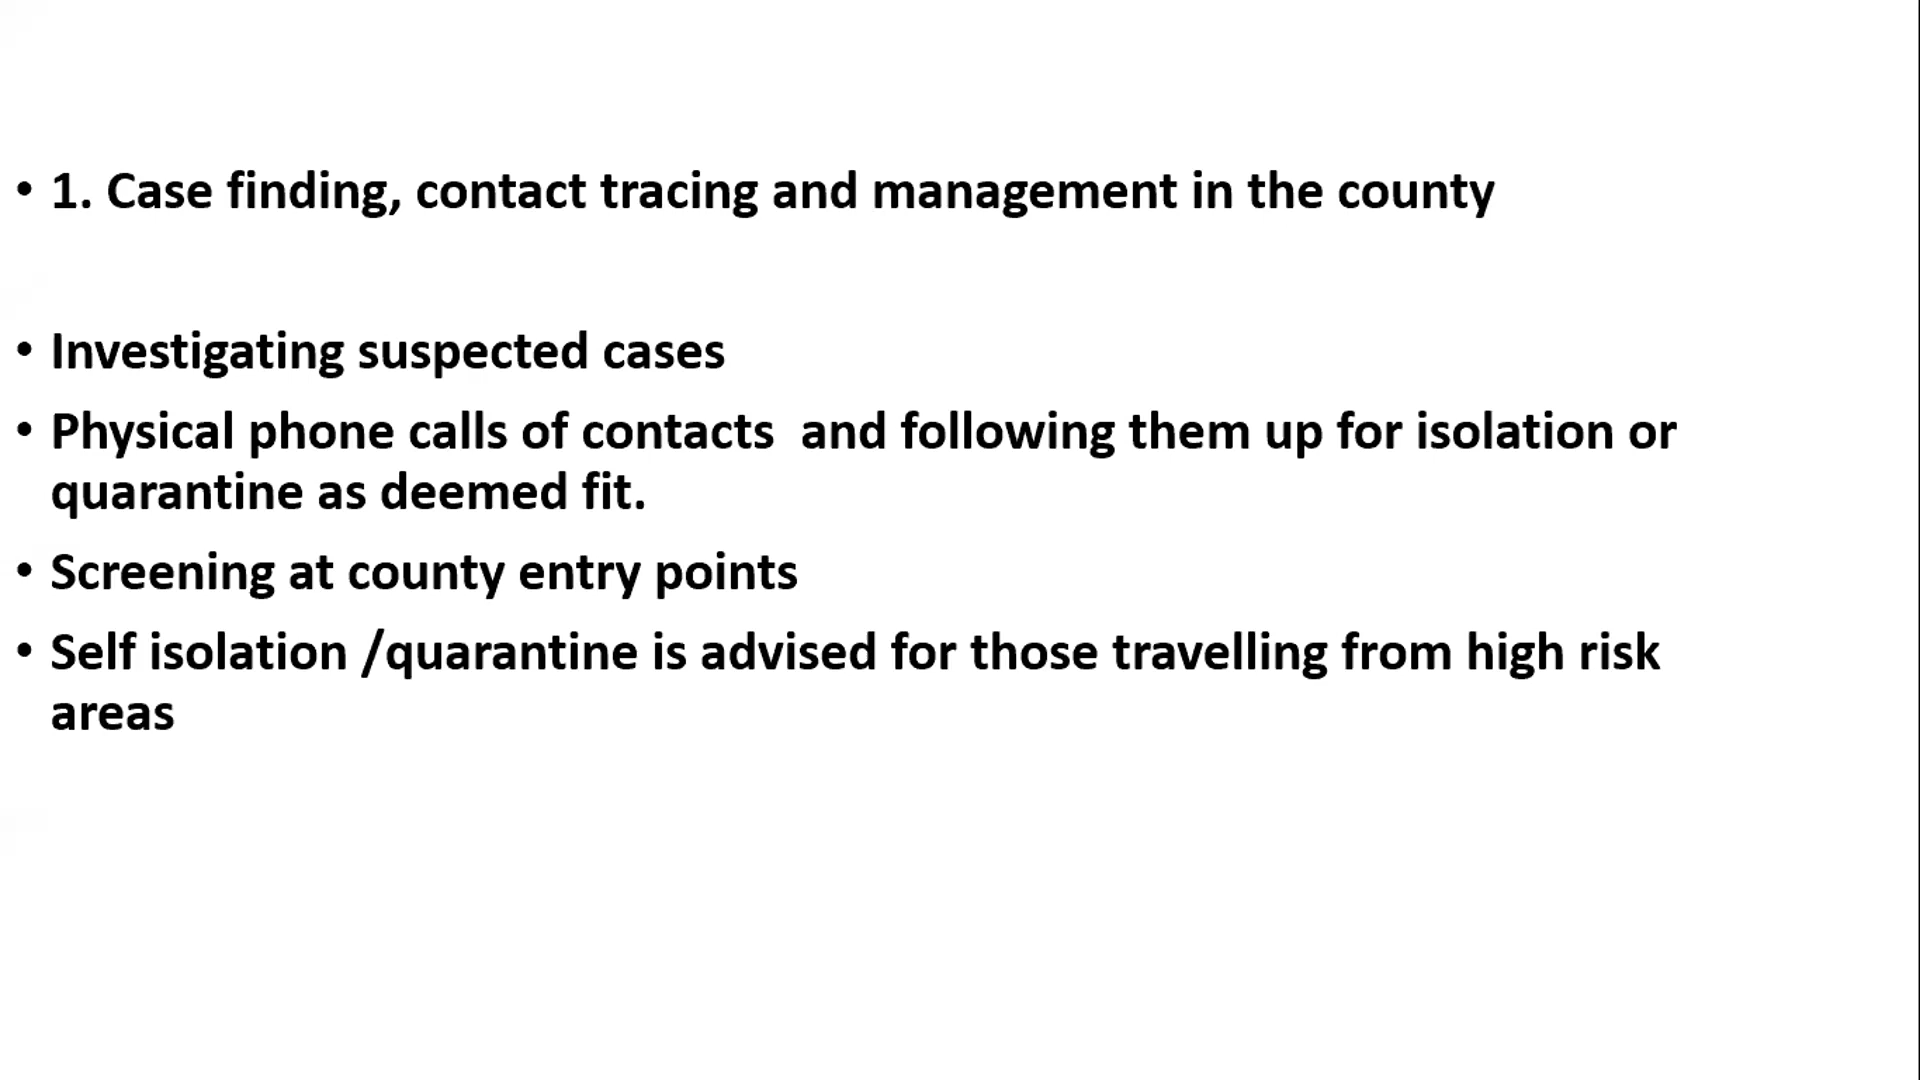 • 1. Case finding, contact tracing and management in the county
• Investigating suspected cases
• Physical phone calls of contacts  and following them up for isolation or
quarantine as deemed fit.
• Screening at county entry points
• Self isolation /quarantine is advised for those travelling from high risk
areas